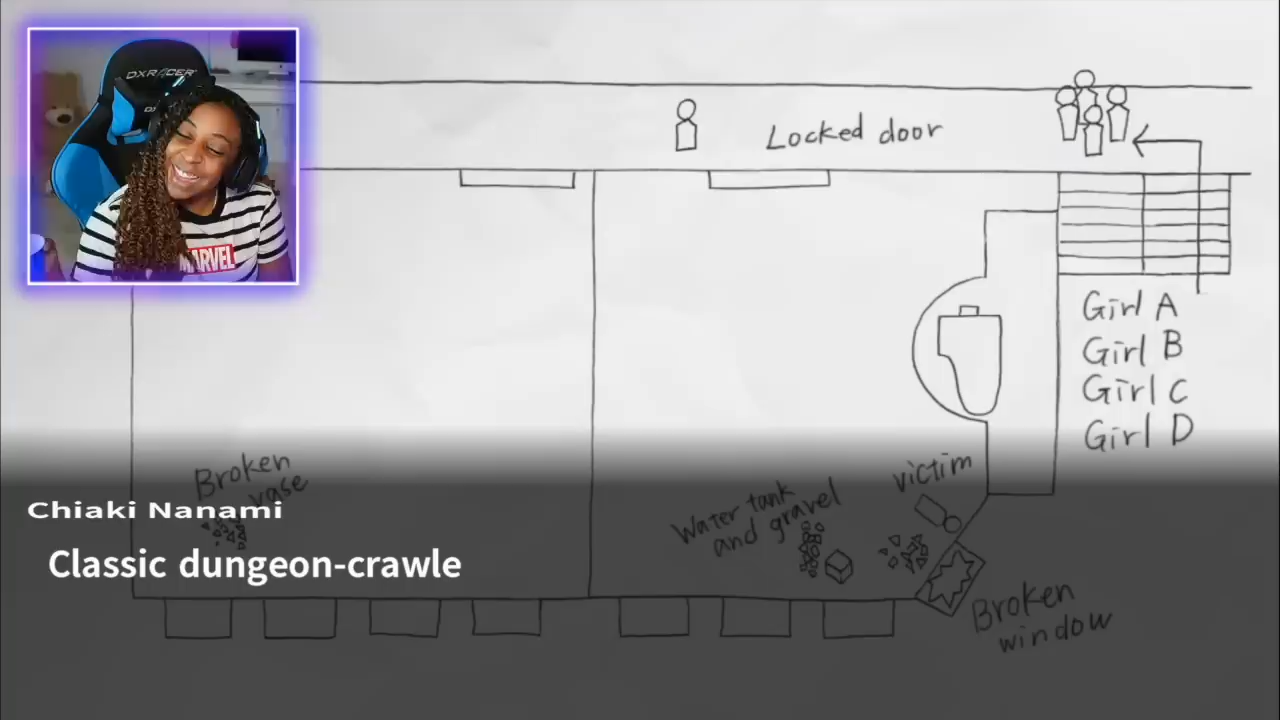 DXRACER
MARVEL
Locked door
Girl A
Girl B
Girl C
Girl D
Broken
vase
Water tank
and gravel
victim
Broken
window
Chiaki Nanami
Classic dungeon-crawle